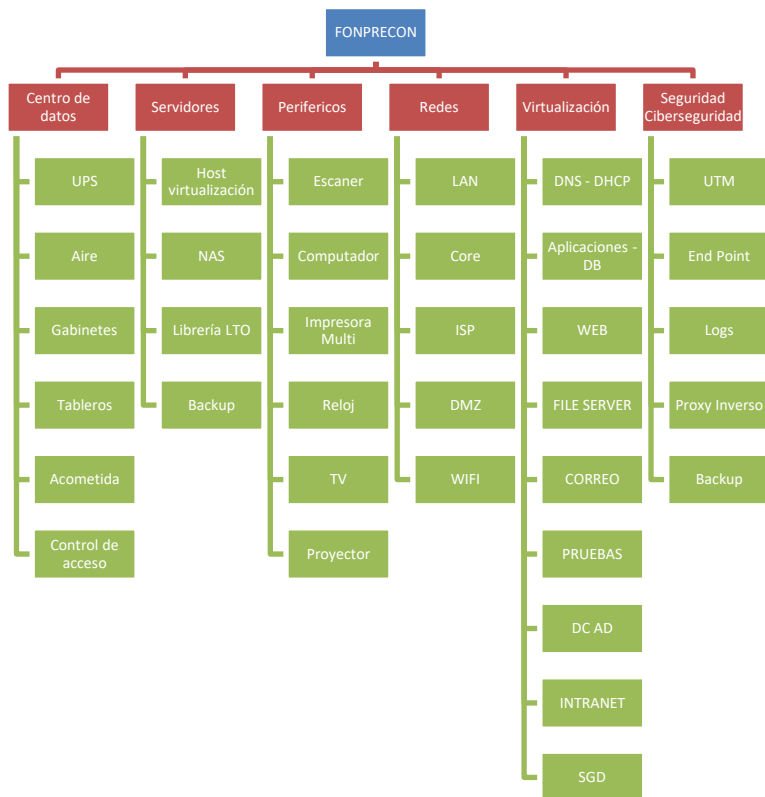 FONPRECON
Centro de
datos
UPS
Aire
Gabinetes
Tableros
Acometida
Control de
acceso
Servidores
Host
virtualización
NAS
Librería LTO
Backup
Perifericos
Escaner
Computador
Impresora
Multi
Reloj
TV
Proyector
Redes
LAN
Core
ISP
DMZ
WIFI
Virtualización
DNS - DHCP
Aplicaciones -
DB
WEB
FILE SERVER
CORREO
PRUEBAS
DC AD
INTRANET
SGD
Seguridad
Ciberseguridad
UTM
End Point
Logs
Proxy Inverso
Backup